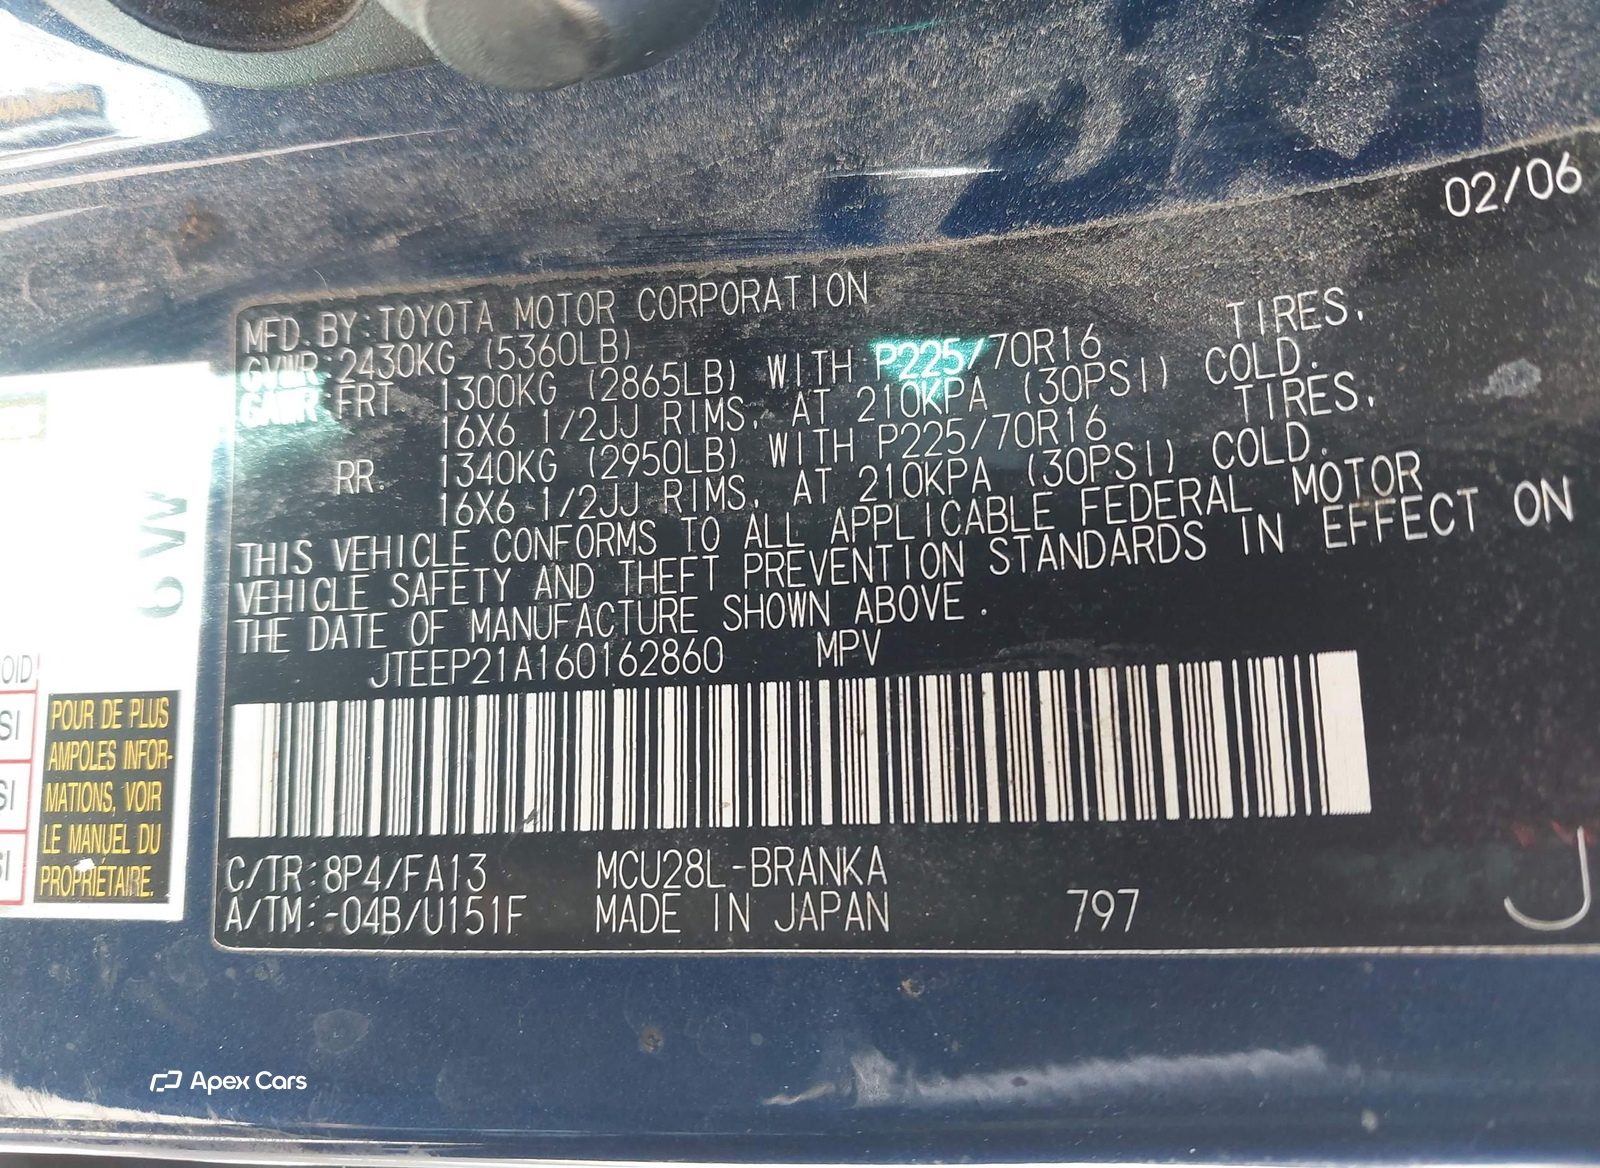 02/06
MFD. BY:TOYOTA MOTOR CORPORATION
GVWR:2430KG (5360LB)
GAWR FRT 1300KG (2865LB) WITH P225/70R16 TIRES,
16X6 1/2JJ RIMS, AT 210KPA (30PSI) COLD.
RR. 1340KG (2950LB) WITH P225/70R16 TIRES,
16X6 1/2JJ RIMS, AT 210KPA (30PSI) COLD.
THIS VEHICLE CONFORMS TO ALL APPLICABLE FEDERAL MOTOR
VEHICLE SAFETY AND THEFT PREVENTION STANDARDS IN EFFECT ON
THE DATE OF MANUFACTURE SHOWN ABOVE.
JTEEP21A160162860 MPV
C/TR:8P4/FA13 MCU28L-BRANKA
A/TM:-04B/U151F MADE IN JAPAN 797
J
POUR DE PLUS
AMPOLES INFOR-
MATIONS, VOIR
LE MANUEL DU
PROPRIÉTAIRE.
Apex Cars